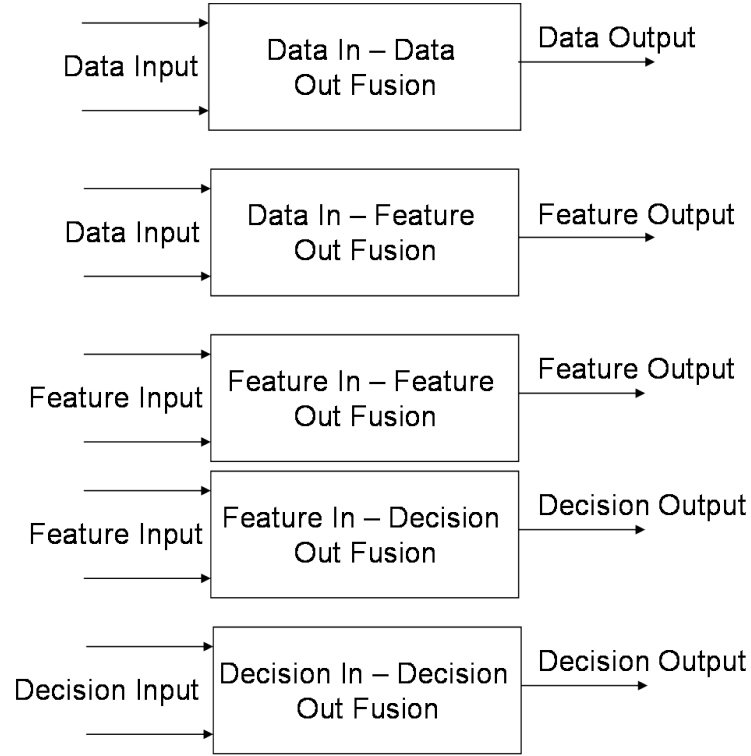 Data Input
Data In – Data
Out Fusion
Data Output
Data Input
Data In – Feature
Out Fusion
Feature Output
Feature Input
Feature In – Feature
Out Fusion
Feature Output
Feature Input
Feature In – Decision
Out Fusion
Decision Output
Decision Input
Decision In – Decision
Out Fusion
Decision Output